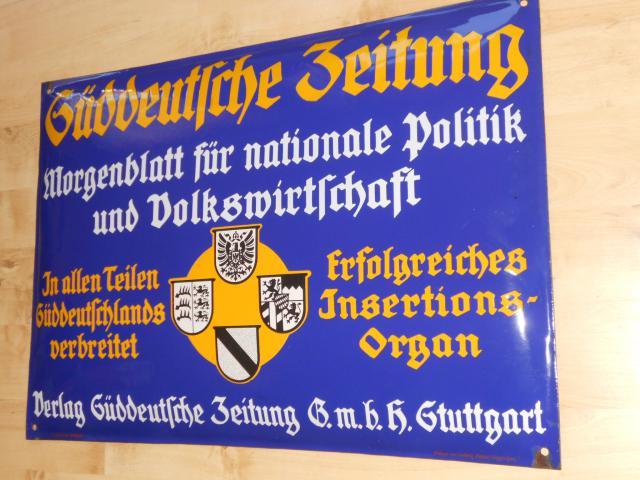 Süddeutsche Zeitung
Morgenblatt für nationale Politik
und Volkswirtschaft
In allen Teilen
Süddeutschlands
verbreitet
Erfolgreiches
Insertions-
Organ
Verlag Süddeutsche Zeitung G.m.b.H. Stuttgart